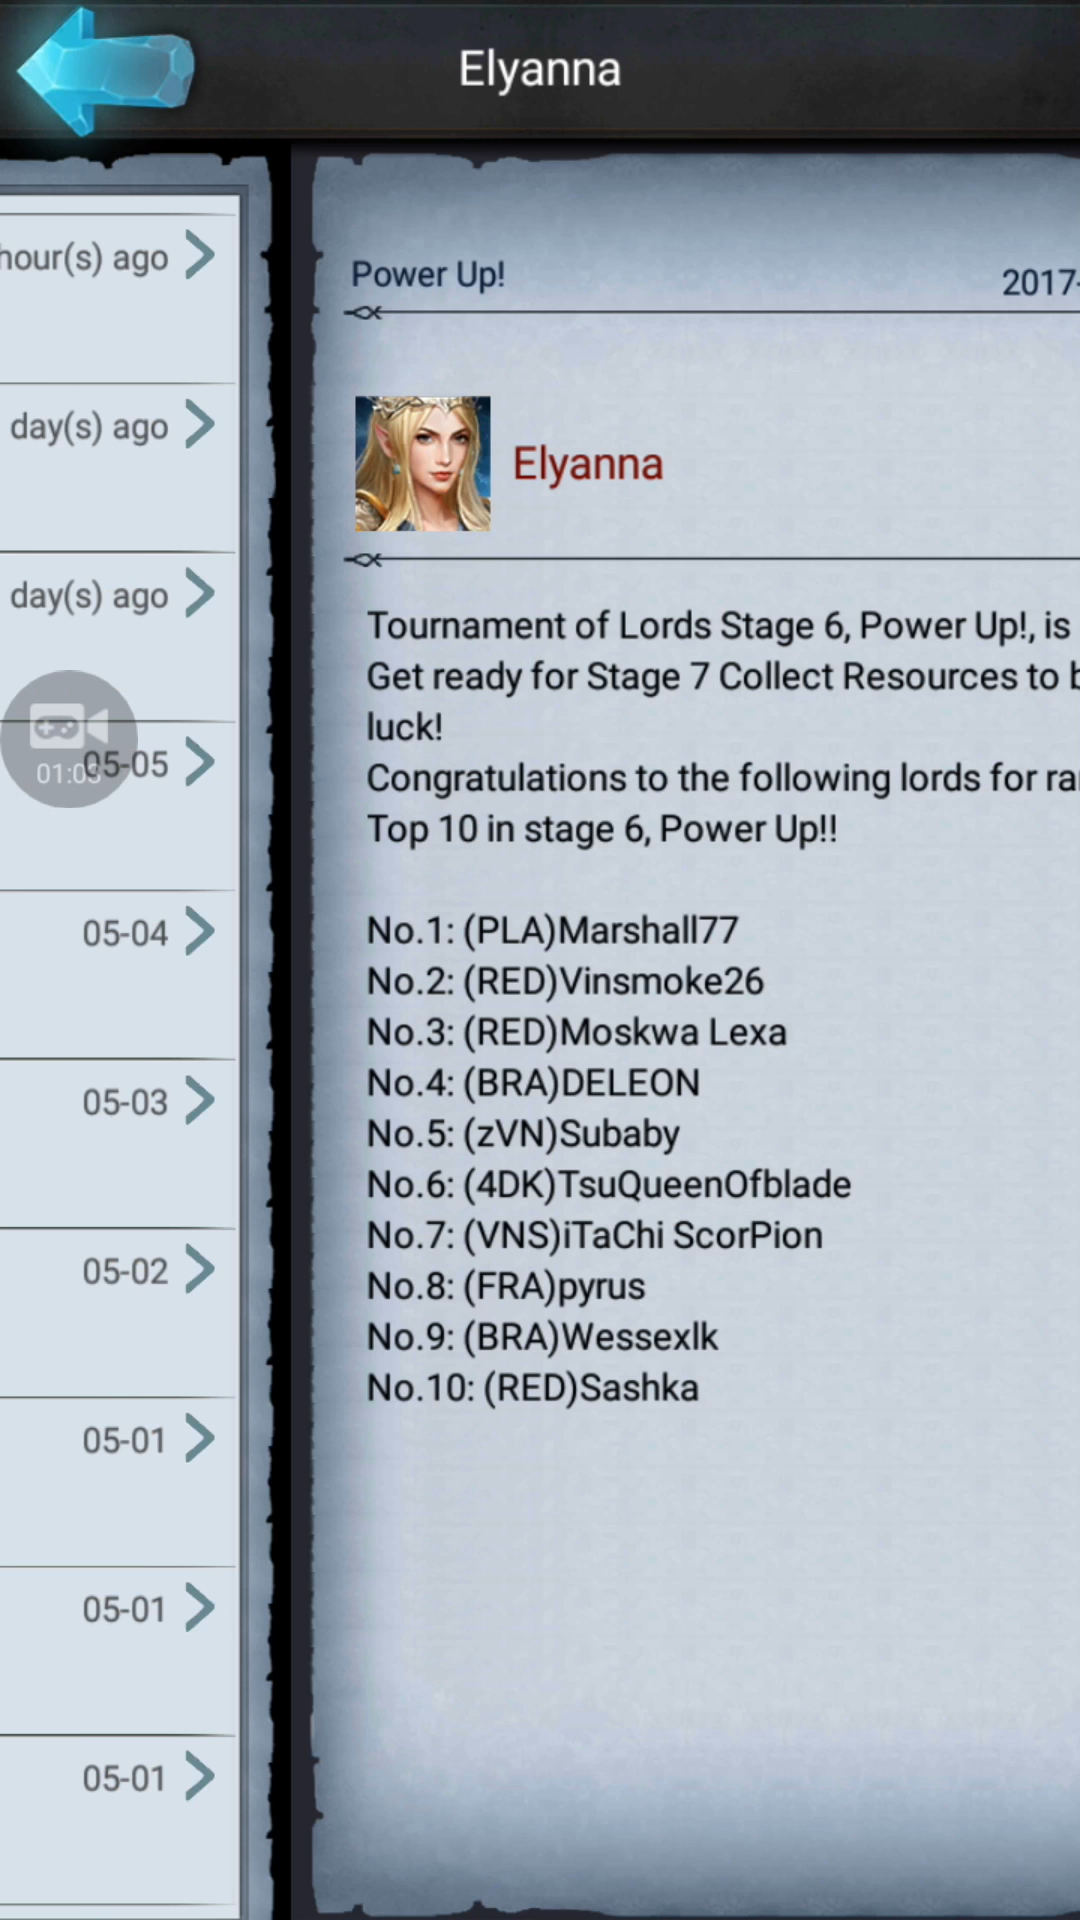 Elyanna
hour(s) ago
day(s) ago
day(s) ago
05-05
01:03
05-04
05-03
05-02
05-01
05-01
05-01
Power Up!
2017-
Elyanna
Tournament of Lords Stage 6, Power Up!, is
Get ready for Stage 7 Collect Resources to b
luck!
Congratulations to the following lords for ra
Top 10 in stage 6, Power Up!!
No.1: (PLA)Marshall77
No.2: (RED)Vinsmoke26
No.3: (RED)Moskwa Lexa
No.4: (BRA)DELEON
No.5: (zVN)Subaby
No.6: (4DK)TsuQueenOfblade
No.7: (VNS)iTaChi ScorPion
No.8: (FRA)pyrus
No.9: (BRA)Wessexlk
No.10: (RED)Sashka